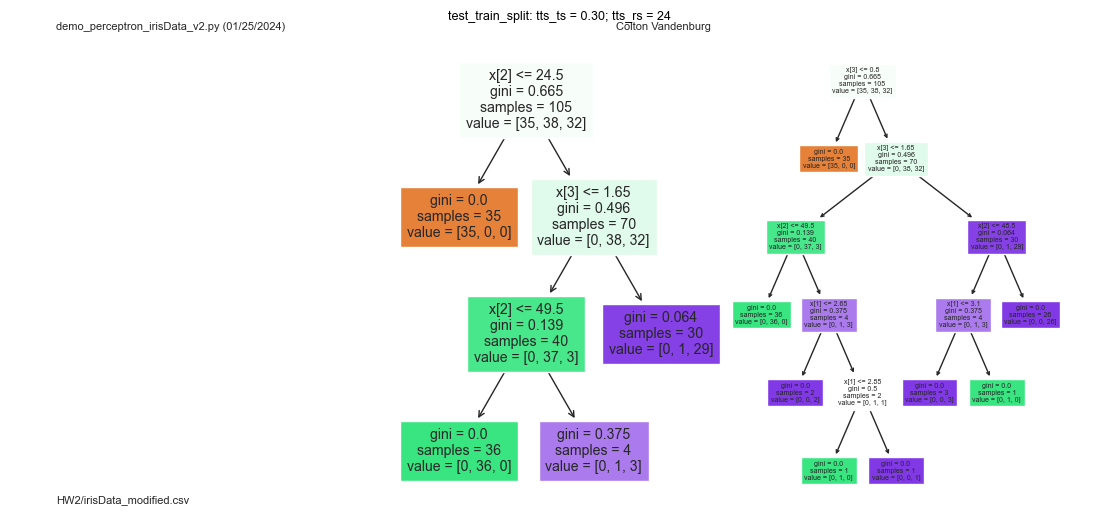 test_train_split: tts_ts = 0.30; tts_rs = 24
demo_perceptron_irisData_v2.py (01/25/2024)
Colton Vandenburg
x[2] <= 24.5
gini = 0.665
samples = 105
value = [35, 38, 32]
gini = 0.0
samples = 35
value = [35, 0, 0]
x[3] <= 1.65
gini = 0.496
samples = 70
value = [0, 38, 32]
x[2] <= 49.5
gini = 0.139
samples = 40
value = [0, 37, 3]
gini = 0.064
samples = 30
value = [0, 1, 29]
gini = 0.0
samples = 36
value = [0, 36, 0]
gini = 0.375
samples = 4
value = [0, 1, 3]
x[3] <= 0.5
gini = 0.665
samples = 105
value = [35, 38, 32]
gini = 0.0
samples = 35
value = [35, 0, 0]
x[3] <= 1.65
gini = 0.496
samples = 70
value = [0, 38, 32]
x[2] <= 49.5
gini = 0.139
samples = 40
value = [0, 37, 3]
gini = 0.064
samples = 30
value = [0, 1, 29]
gini = 0.0
samples = 36
value = [0, 36, 0]
x[1] <= 2.65
gini = 0.375
samples = 4
value = [0, 1, 3]
x[1] <= 3.1
gini = 0.375
samples = 4
value = [0, 1, 3]
gini = 0.0
samples = 26
value = [0, 0, 26]
gini = 0.0
samples = 2
value = [0, 0, 2]
x[1] <= 2.55
gini = 0.5
samples = 2
value = [0, 1, 1]
gini = 0.0
samples = 3
value = [0, 0, 3]
gini = 0.0
samples = 1
value = [0, 1, 0]
gini = 0.0
samples = 1
value = [0, 1, 0]
gini = 0.0
samples = 1
value = [0, 0, 1]
HW2/irisData_modified.csv